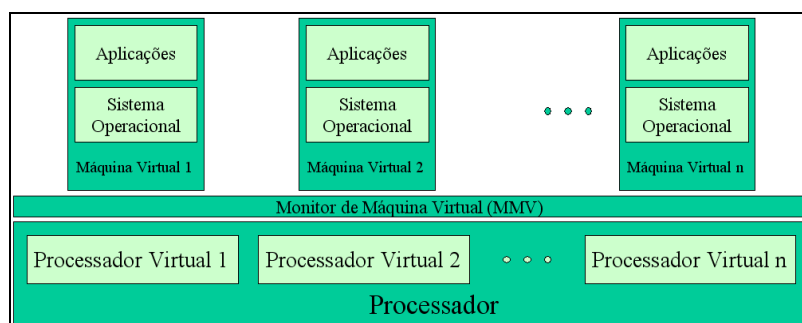 Aplicações
Sistema
Operacional
Máquina Virtual 1
Aplicações
Sistema
Operacional
Máquina Virtual 2
Aplicações
Sistema
Operacional
Máquina Virtual n
Monitor de Máquina Virtual (MMV)
Processador Virtual 1
Processador Virtual 2
Processador Virtual n
Processador